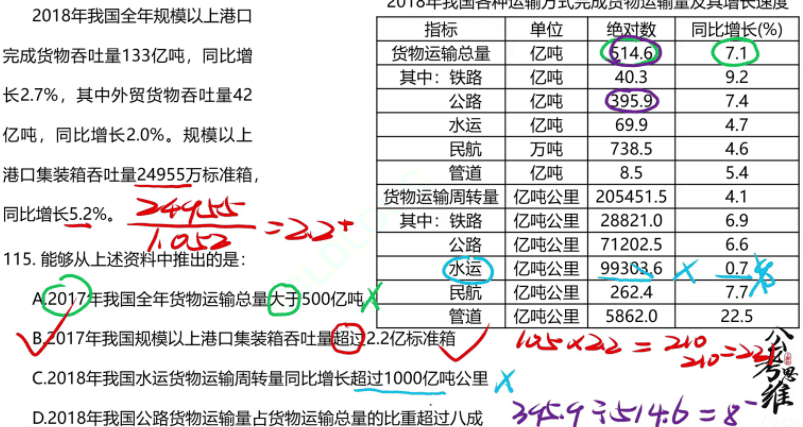 2018年我国各种运输方式完成货物运输量及其增长速度
2018年我国全年规模以上港口
完成货物吞吐量133亿吨，同比增
长2.7%，其中外贸货物吞吐量42
亿吨，同比增长2.0%。规模以上
港口集装箱吞吐量24955万标准箱，
同比增长5.2%。
24955
1.052
=2.2+
115. 能够从上述资料中推出的是：
A.2017年我国全年货物运输总量大于500亿吨
B.2017年我国规模以上港口集装箱吞吐量超过2.2亿标准箱
C.2018年我国水运货物运输周转量同比增长超过1000亿吨公里
D.2018年我国公路货物运输量占货物运输总量的比重超过八成
指标 单位 绝对数 同比增长(%)
货物运输总量 亿吨 514.6 7.1
其中：铁路 亿吨 40.3 9.2
公路 亿吨 395.9 7.4
水运 亿吨 69.9 4.7
民航 万吨 738.5 4.6
管道 亿吨 8.5 5.4
货物运输周转量 亿吨公里 205451.5 4.1
其中：铁路 亿吨公里 28821.0 6.9
公路 亿吨公里 71202.5 6.6
水运 亿吨公里 99303.6 0.7
民航 亿吨公里 262.4 7.7
管道 亿吨公里 5862.0 22.5
105×2.2=210
395.9÷514.6=8-
公考思维